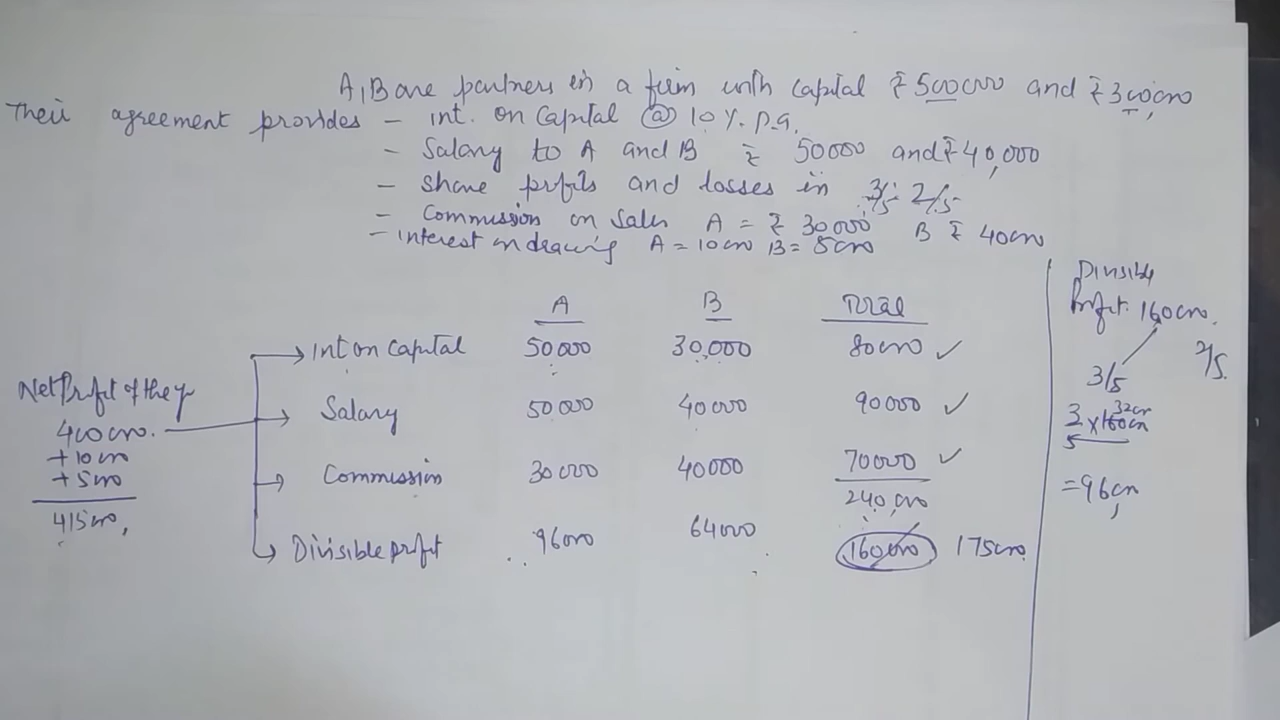 A, B are partners in a firm with capital ₹ 500000 and ₹ 300,000
Their agreement provides - int. on Capital @ 10 %. p.a.
- Salary to A and B ₹ 50000 and ₹ 40,000
- Share profits and losses in 3/5 2/5
- Commission on Sales A = ₹ 30000 B ₹ 40000
- Interest on drawing A = 10000 B = 5000
A B Total
Int on Capital 50000 30,000 80000 ✓
Net Profit of the yr
400000.
+10000
+5000
415000,
Salary 50000 40000 90000 ✓
Commission 30000 40000 70000 ✓
240,000
Divisible profit 96000 64000 160000 175000.
Divisible
Profit. 160000.
3/5 2/5.
32000
3/5 × 160000
= 96000,